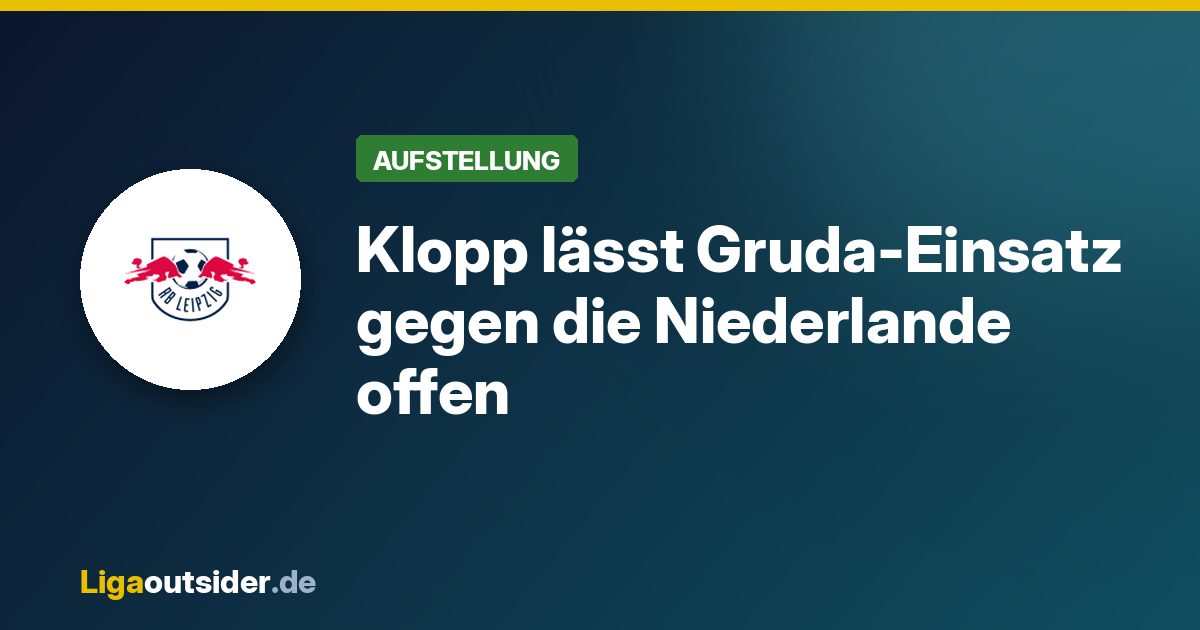 AUFSTELLUNG
Klopp lässt Gruda-Einsatz
gegen die Niederlande
offen
RB LEIPZIG
Ligaoutsider.de